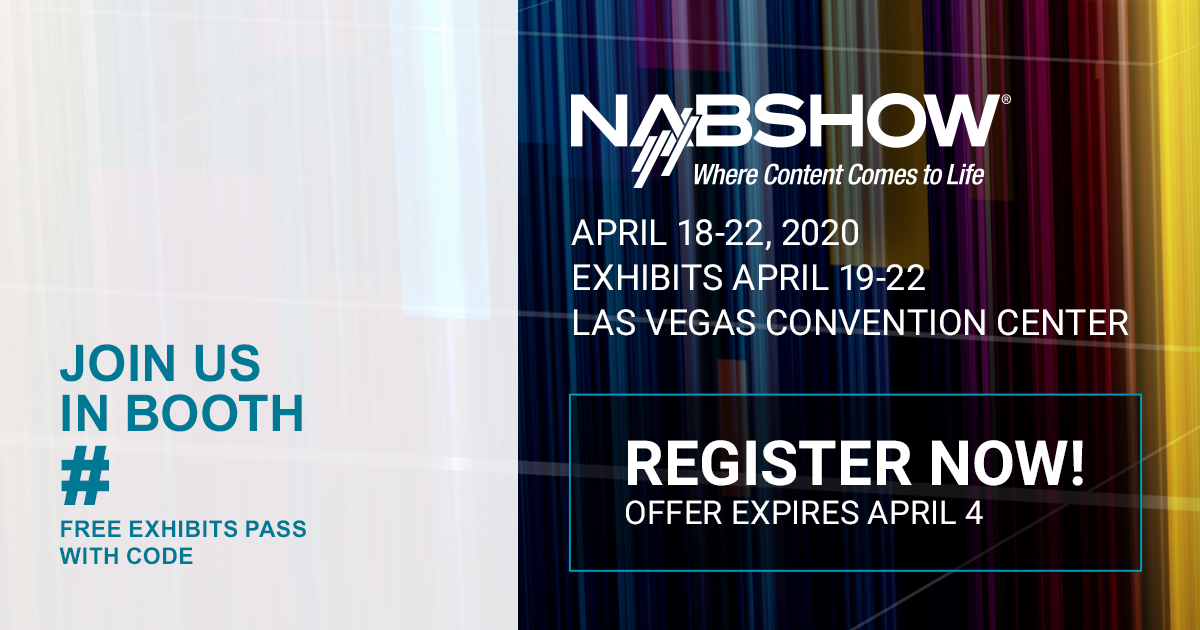 JOIN US
IN BOOTH
#
FREE EXHIBITS PASS
WITH CODE
NABSHOW®
Where Content Comes to Life
APRIL 18-22, 2020
EXHIBITS APRIL 19-22
LAS VEGAS CONVENTION CENTER
REGISTER NOW!
OFFER EXPIRES APRIL 4